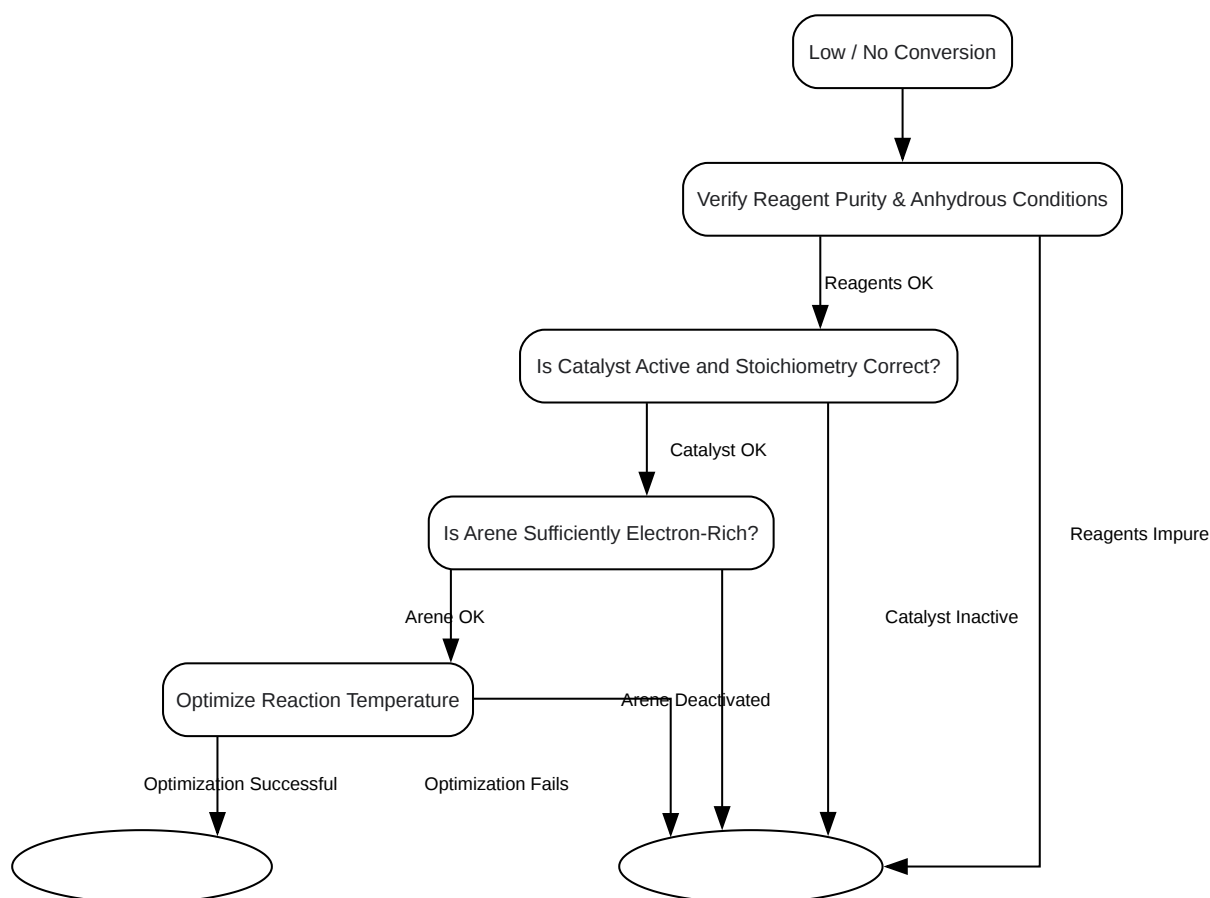 Low / No Conversion
Verify Reagent Purity & Anhydrous Conditions
Reagents OK
Is Catalyst Active and Stoichiometry Correct?
Catalyst OK
Is Arene Sufficiently Electron-Rich?
Reagents Impure
Arene OK
Catalyst Inactive
Optimize Reaction Temperature
Arene Deactivated
Optimization Successful
Optimization Fails